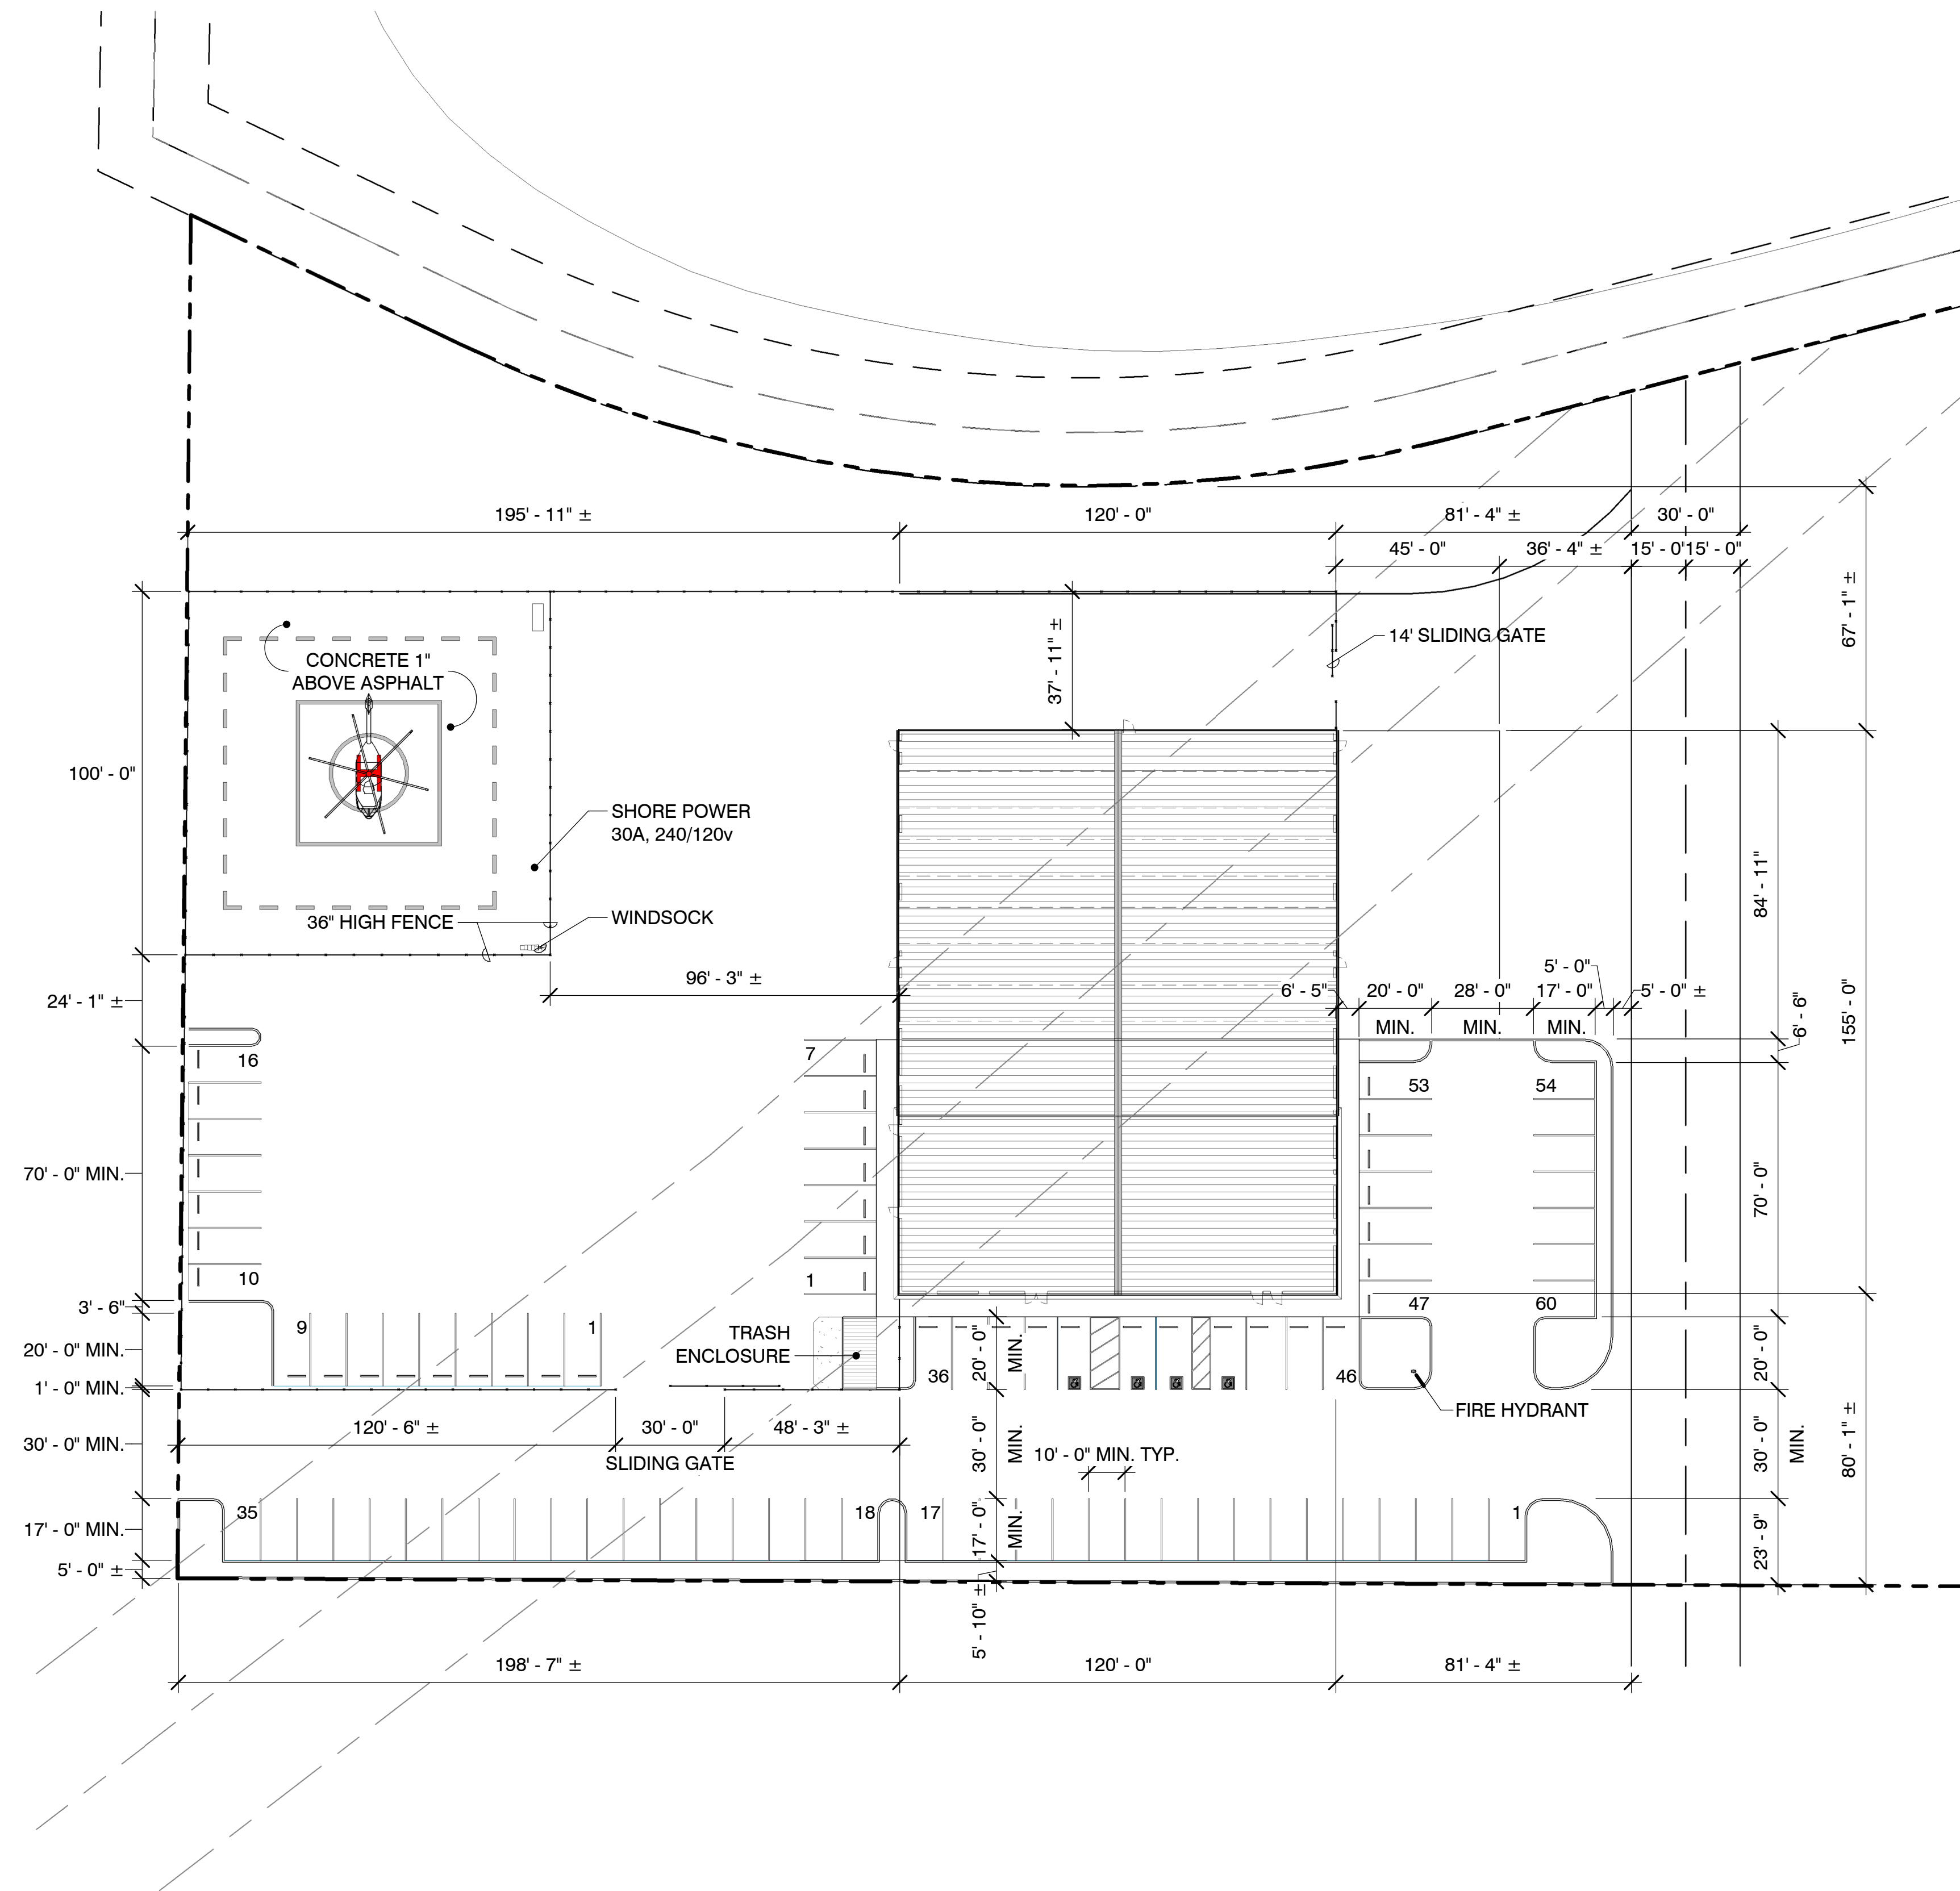 195' - 11" ±
120' - 0"
81' - 4" ±
30' - 0"
45' - 0"
36' - 4" ±
15' - 0"
15' - 0"
67' - 1" ±
37' - 11" ±
14' SLIDING GATE
CONCRETE 1"
ABOVE ASPHALT
100' - 0"
SHORE POWER
30A, 240/120v
36" HIGH FENCE
WINDSOCK
84' - 11"
96' - 3" ±
24' - 1" ±
5' - 0"
6' - 5"
20' - 0"
28' - 0"
17' - 0"
5' - 0" ±
MIN.
MIN.
MIN.
6' - 6"
155' - 0"
16
7
53
54
70' - 0" MIN.
70' - 0"
10
1
47
60
3' - 6"
9
1
20' - 0" MIN.
TRASH
ENCLOSURE
36
20' - 0"
MIN.
46
20' - 0"
1' - 0" MIN.
FIRE HYDRANT
120' - 6" ±
30' - 0"
48' - 3" ±
SLIDING GATE
30' - 0" MIN.
30' - 0"
MIN.
10' - 0" MIN. TYP.
30' - 0"
MIN.
80' - 1" ±
35
18
17
1
17' - 0" MIN.
17' - 0"
MIN.
23' - 9"
5' - 0" ±
5' - 10" ±
198' - 7" ±
120' - 0"
81' - 4" ±